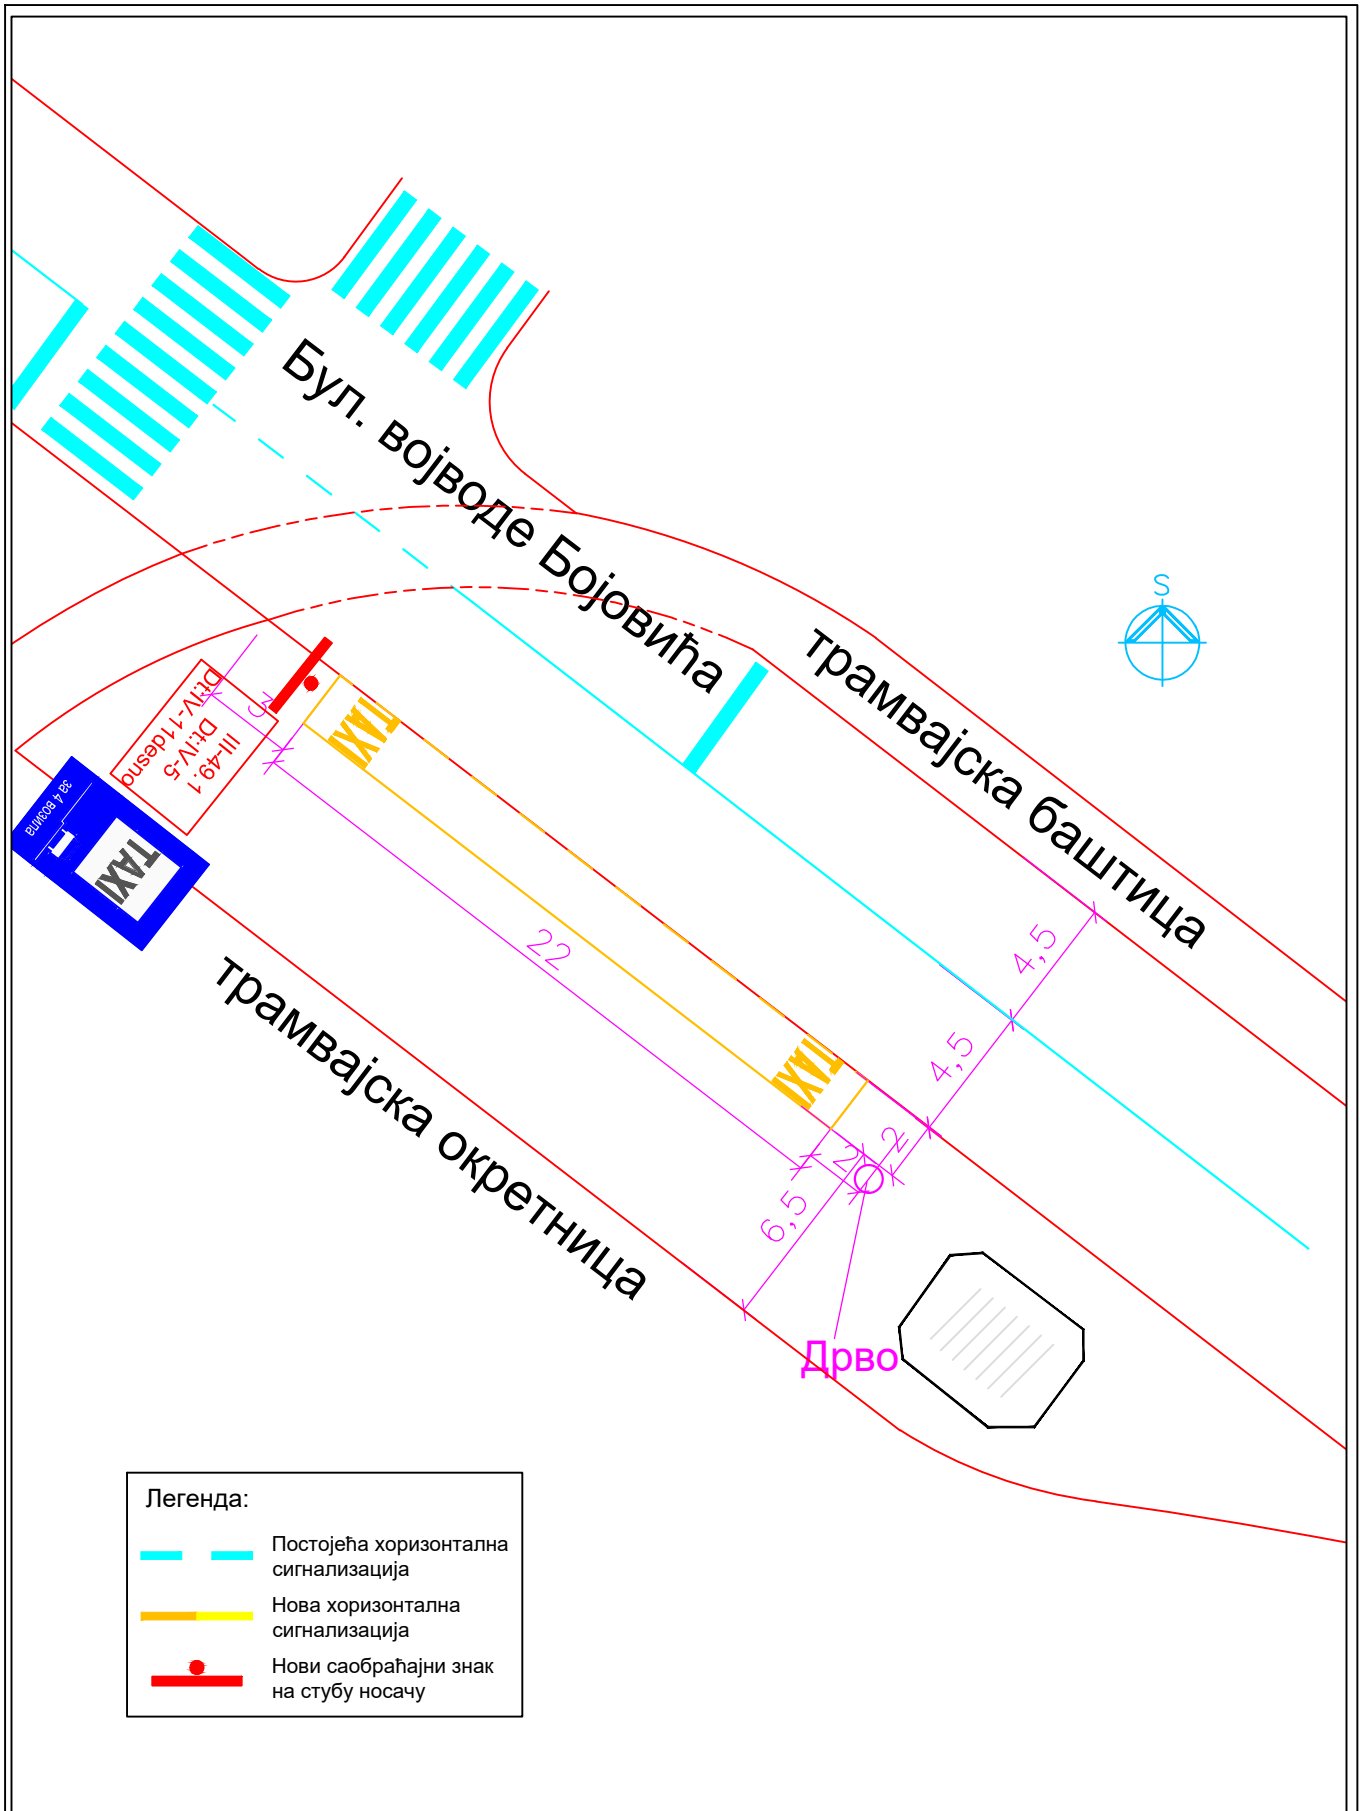 Бул. војводе Бојовића
S
трамвајска баштица
3
Dt:IV-11desno
Dt:IV-5
III-49.1
за 4 возила
TAXI
TAXI
22
4,5
4,5
TAXI
2
2
6,5
трамвајска окретница
Дрво
Легенда:
Постојећа хоризонтална
сигнализација
Нова хоризонтална
сигнализација
Нови саобраћајни знак
на стубу носачу